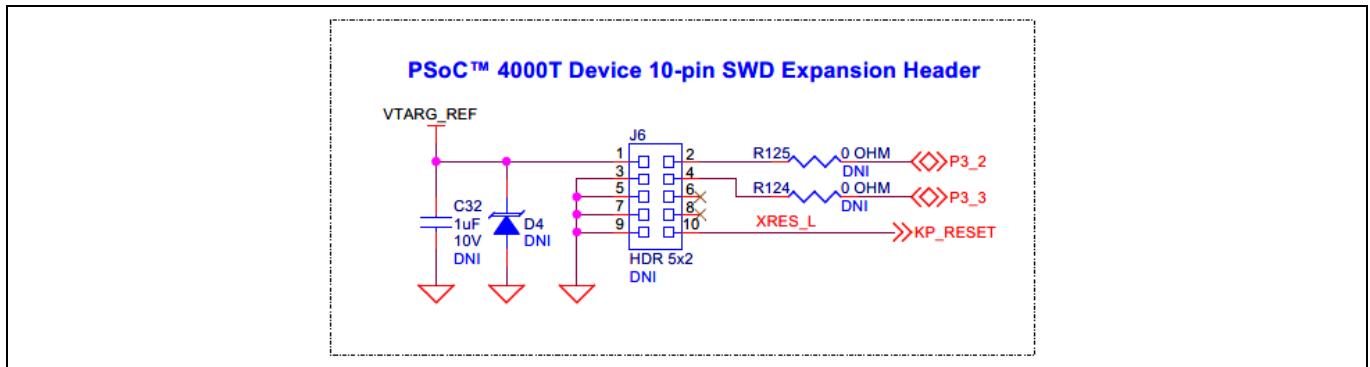 PSoC™ 4000T Device 10-pin SWD Expansion Header
VTARG_REF
J6
1 2 R125 0 OHM P3_2
DNI
3 4 R124 0 OHM P3_3
DNI
5 6
7 8
9 10 XRES_L KP_RESET
C32
1uF
10V
DNI
D4
DNI
HDR 5x2
DNI